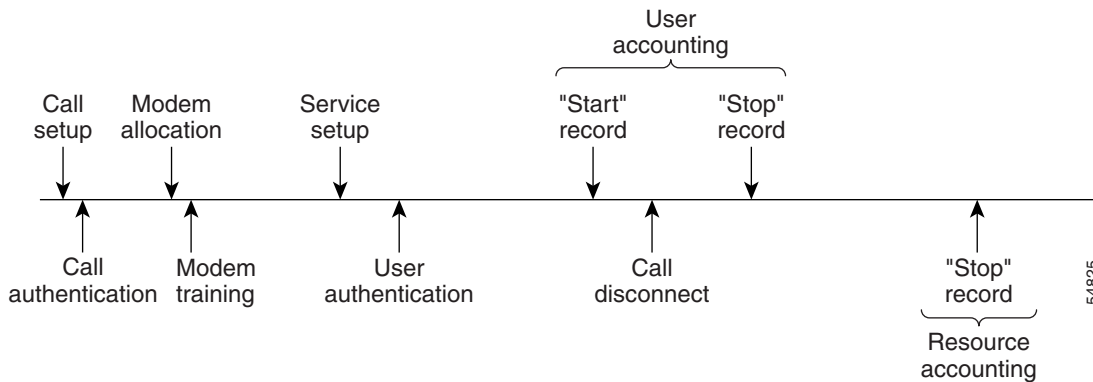 User
accounting
Call
setup
Modem
allocation
Service
setup
"Start"
record
"Stop"
record
Call
authentication
Modem
training
User
authentication
Call
disconnect
"Stop"
record
Resource
accounting
54825